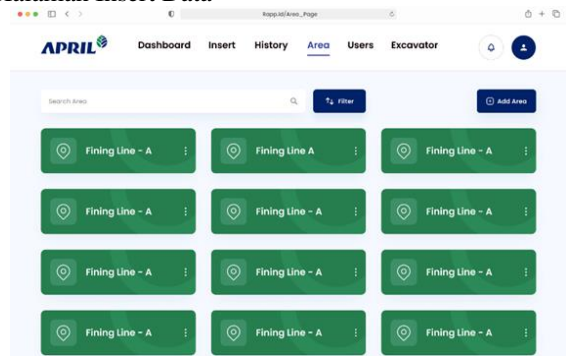 Halaman Insert Data
Rapp.id/Area_Page
APRIL Dashboard Insert History Area Users Excavator
Search Area Filter Add Area
Fining Line - A Fining Line A Fining Line - A
Fining Line - A Fining Line - A Fining Line - A
Fining Line - A Fining Line - A Fining Line - A
Fining Line - A Fining Line - A Fining Line - A